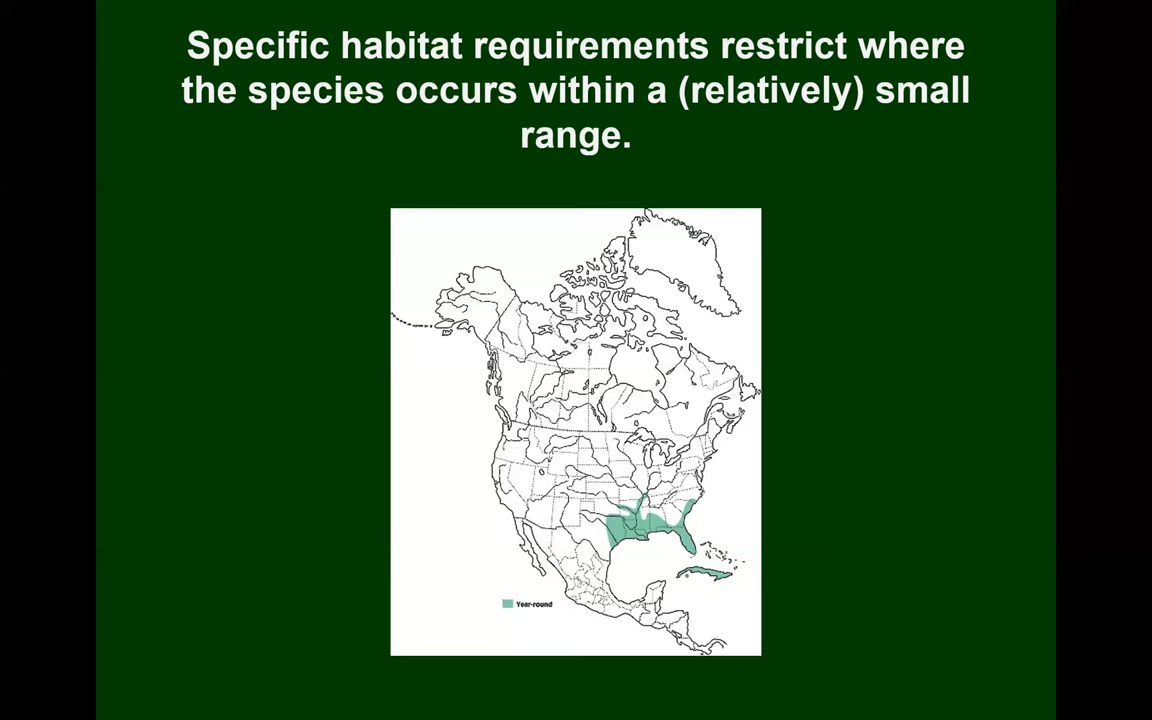 Specific habitat requirements restrict where
the species occurs within a (relatively) small
range.
Year-round